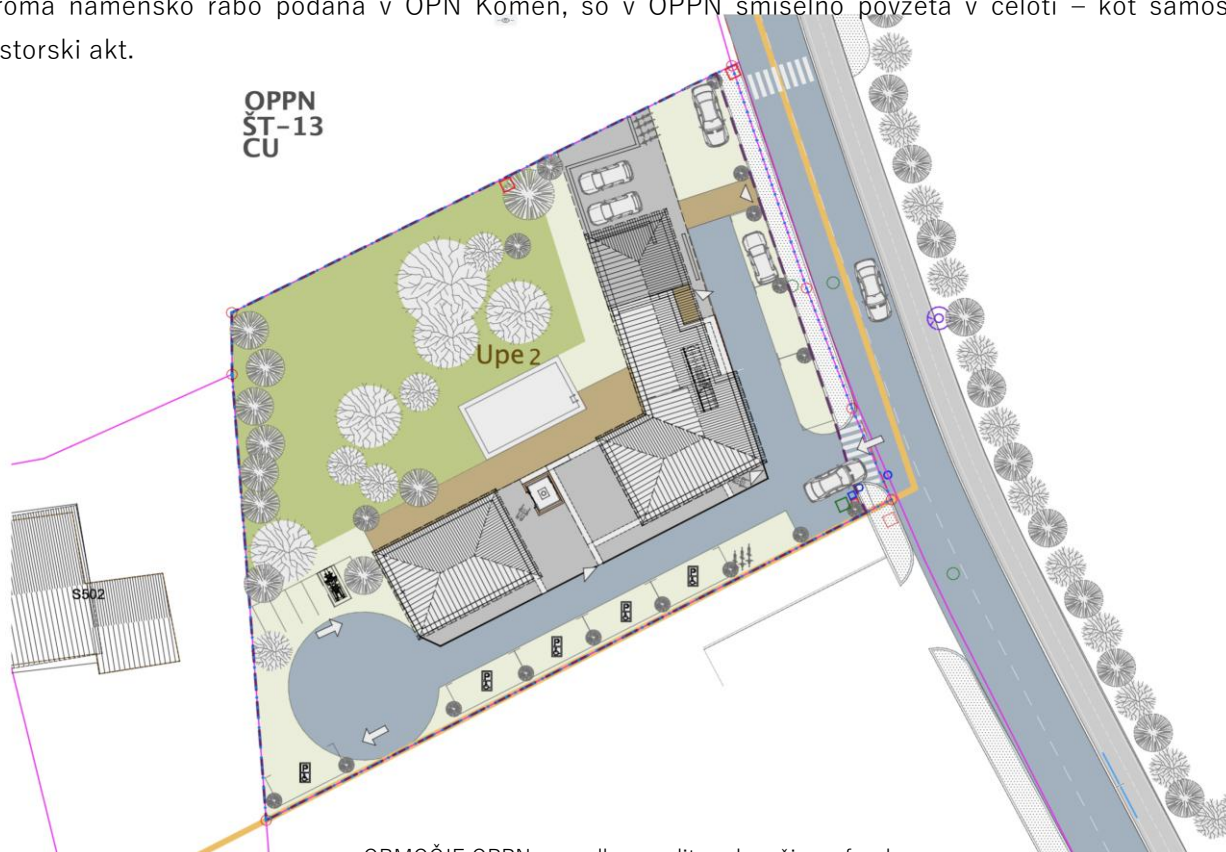 roma namensko rabo podana v OPN Komen, so v OPPN smiselno povzeta v celoti – kot samos
storski akt.
OPPN
ŠT-13
CU
Upe 2
S502
P
P
P
P
P